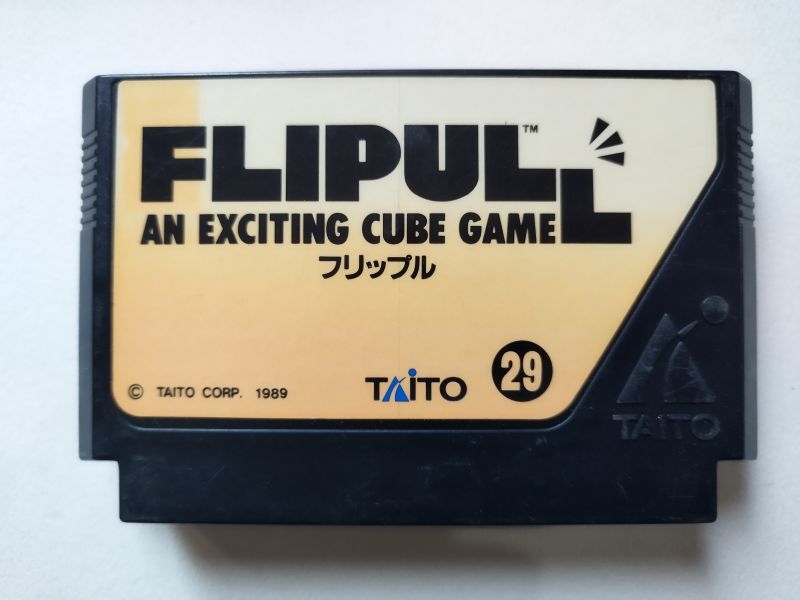 FLIPULL™
AN EXCITING CUBE GAME
フリップル
© TAITO CORP. 1989
TAITO
29
TAITO